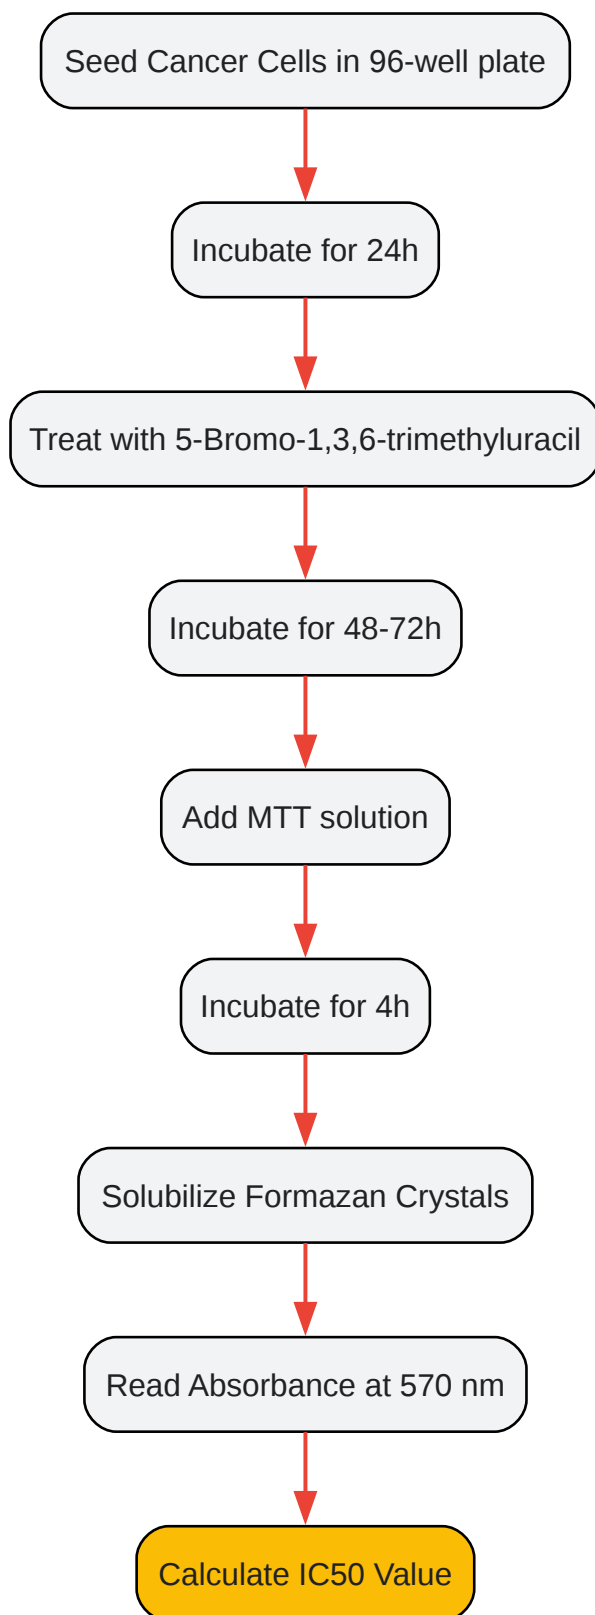 Seed Cancer Cells in 96-well plate
Incubate for 24h
Treat with 5-Bromo-1,3,6-trimethyluracil
Incubate for 48-72h
Add MTT solution
Incubate for 4h
Solubilize Formazan Crystals
Read Absorbance at 570 nm
Calculate IC50 Value